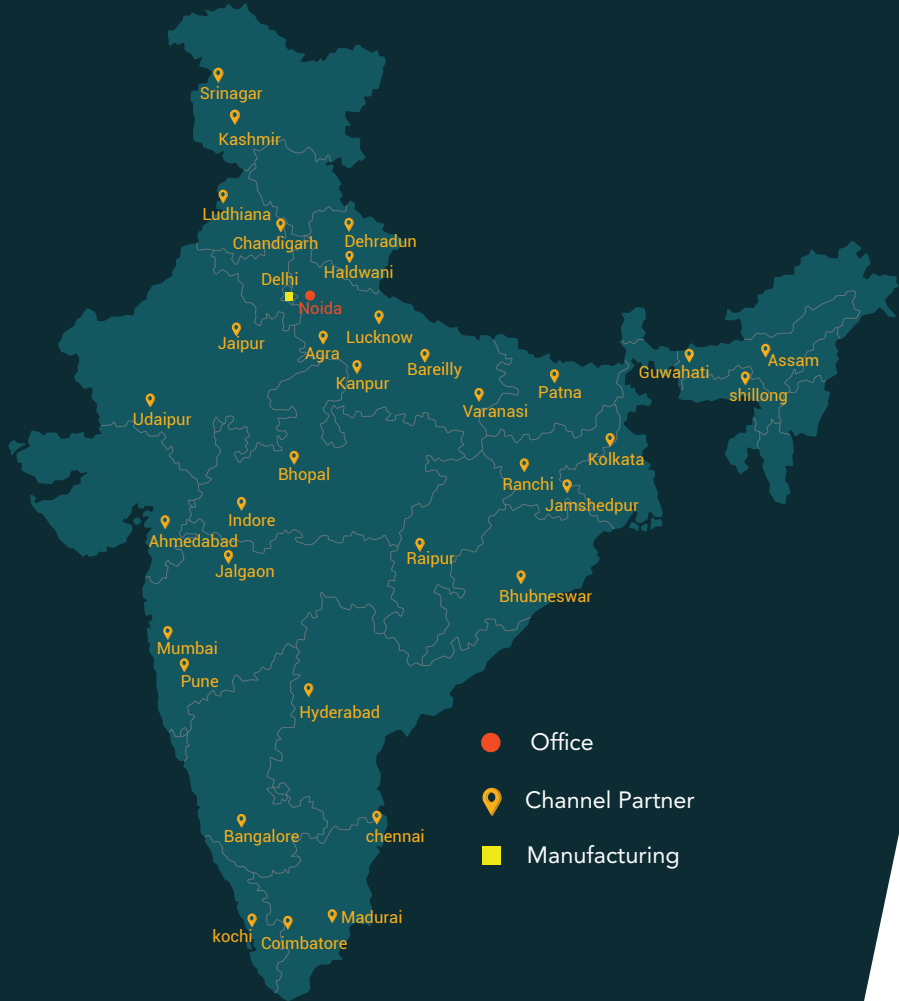 Srinagar
Kashmir
Ludhiana
Chandigarh
Dehradun
Haldwani
Delhi
Noida
Lucknow
Jaipur
Agra
Bareilly
Kanpur
Guwahati
Assam
shillong
Patna
Varanasi
Udaipur
Kolkata
Bhopal
Ranchi
Jamshedpur
Indore
Ahmedabad
Raipur
Jalgaon
Bhubneswar
Mumbai
Pune
Hyderabad
Office
Channel Partner
Bangalore
chennai
Manufacturing
Madurai
kochi
Coimbatore